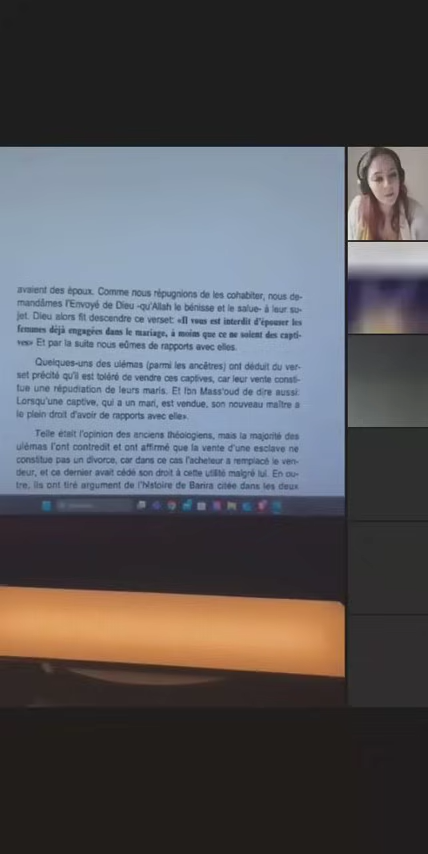 avaient des époux. Comme nous répugnions de les cohabiter, nous de-
mandâmes l'Envoyé de Dieu -qu'Allah le bénisse et le salue- à leur su-
jet. Dieu alors fit descendre ce verset: «Il vous est interdit d'épouser les
femmes déjà engagées dans le mariage, à moins que ce ne soient des capti-
ves» Et par la suite nous eûmes de rapports avec elles.
Quelques-uns des ulémas (parmi les ancêtres) ont déduit du ver-
set précité qu'il est toléré de vendre ces captives, car leur vente consti-
tue une répudiation de leurs maris. Et Ibn Mass'oud de dire aussi:
Lorsqu'une captive, qui a un mari, est vendue, son nouveau maître a
le plein droit d'avoir de rapports avec elle».
Telle était l'opinion des anciens théologiens, mais la majorité des
ulémas l'ont contredit et ont affirmé que la vente d'une esclave ne
constitue pas un divorce, car dans ce cas l'acheteur a remplacé le ven-
deur, et ce dernier avait cédé son droit à cette utilité malgré lui. En ou-
tre, ils ont tiré argument de l'histoire de Barira citée dans les deux